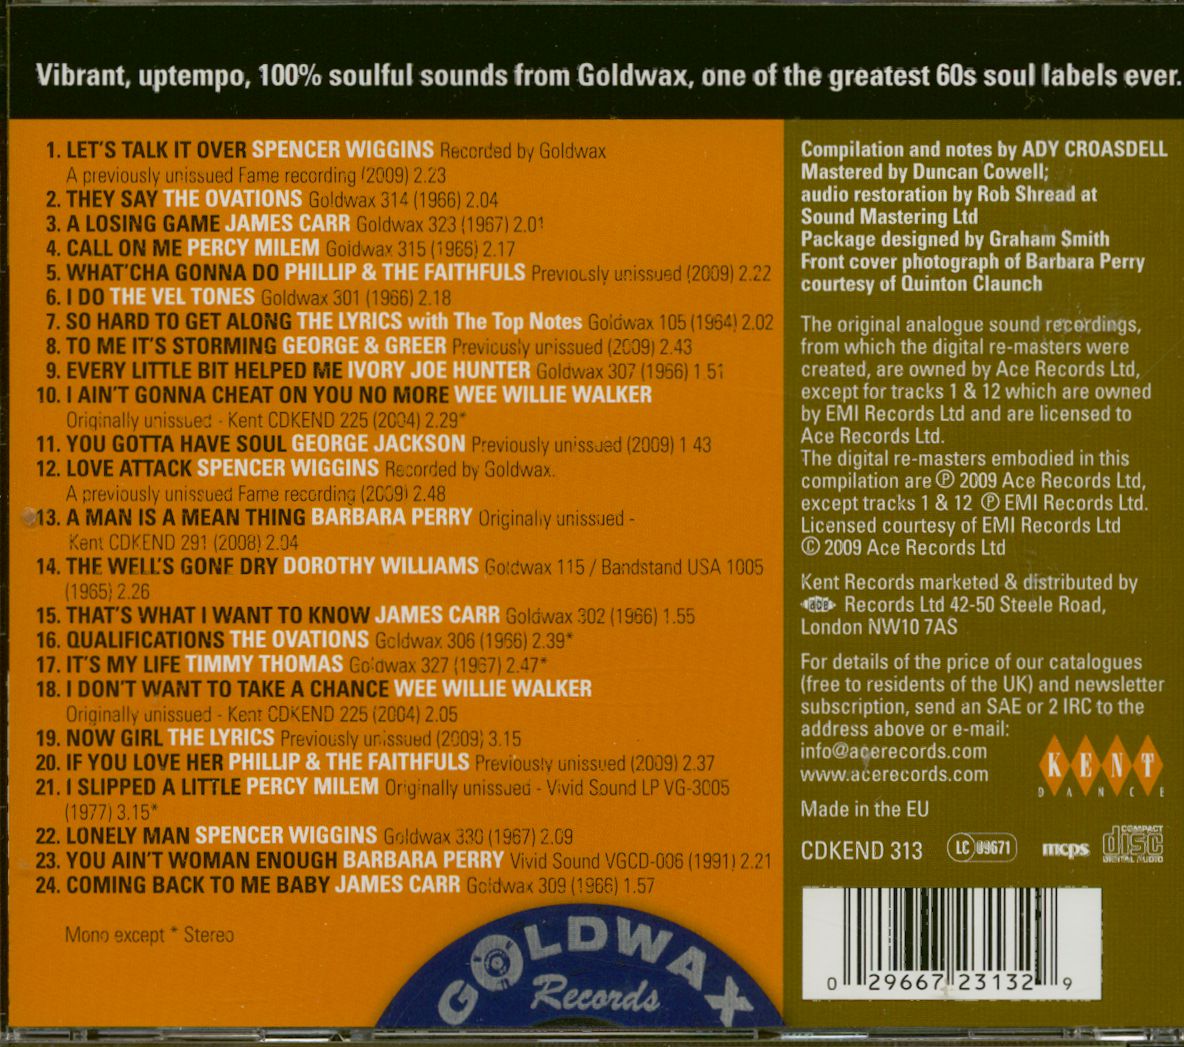 Vibrant, uptempo, 100% soulful sounds from Goldwax, one of the greatest 60s soul labels ever.
1. LET'S TALK IT OVER SPENCER WIGGINS Recorded by Goldwax
A previously unissued Fame recording (2009) 2.23
2. THEY SAY THE OVATIONS Goldwax 314 (1966) 2.04
3. A LOSING GAME JAMES CARR Goldwax 323 (1967) 2.01
4. CALL ON ME PERCY MILEM Goldwax 315 (1966) 2.17
5. WHAT'CHA GONNA DO PHILLIP & THE FAITHFULS Previously unissued (2009) 2.22
6. I DO THE VEL TONES Goldwax 301 (1966) 2.18
7. SO HARD TO GET ALONG THE LYRICS with The Top Notes Goldwax 105 (1964) 2.02
8. TO ME IT'S STORMING GEORGE & GREER Previously unissued (2009) 2.43
9. EVERY LITTLE BIT HELPED ME IVORY JOE HUNTER Goldwax 307 (1966) 1 51
10. I AIN'T GONNA CHEAT ON YOU NO MORE WEE WILLIE WALKER
Originally unissued - Kent CDKEND 225 (2004) 2.29*
11. YOU GOTTA HAVE SOUL GEORGE JACKSON Previously unissued (2009) 1 43
12. LOVE ATTACK SPENCER WIGGINS Recorded by Goldwax.
A previously unissued Fame recording (2009) 2.48
13. A MAN IS A MEAN THING BARBARA PERRY Originally unissued -
Kent CDKEND 291 (2008) 2.04
14. THE WELL'S GONE DRY DOROTHY WILLIAMS Goldwax 115 / Bandstand USA 1005
(1965) 2.26
15. THAT'S WHAT I WANT TO KNOW JAMES CARR Goldwax 302 (1966) 1.55
16. QUALIFICATIONS THE OVATIONS Goldwax 306 (1966) 2.39*
17. IT'S MY LIFE TIMMY THOMAS Goldwax 327 (1967) 2.47*
18. I DON'T WANT TO TAKE A CHANCE WEE WILLIE WALKER
Originally unissued - Kent CDKEND 225 (2004) 2.05
19. NOW GIRL THE LYRICS Previously unissued (2009) 3.15
20. IF YOU LOVE HER PHILLIP & THE FAITHFULS Previously unissued (2009) 2.37
21. I SLIPPED A LITTLE PERCY MILEM Originally unissued - Vivid Sound LP VG-3005
(1977) 3.15*
22. LONELY MAN SPENCER WIGGINS Goldwax 330 (1967) 2.09
23. YOU AIN'T WOMAN ENOUGH BARBARA PERRY Vivid Sound VGCD-006 (1991) 2.21
24. COMING BACK TO ME BABY JAMES CARR Goldwax 309 (1966) 1.57
Mono except * Stereo
GOLDWAX
Records
Compilation and notes by ADY CROASDELL
Mastered by Duncan Cowell;
audio restoration by Rob Shread at
Sound Mastering Ltd
Package designed by Graham Smith
Front cover photograph of Barbara Perry
courtesy of Quinton Claunch
The original analogue sound recordings,
from which the digital re-masters were
created, are owned by Ace Records Ltd,
except for tracks 1 & 12 which are owned
by EMI Records Ltd and are licensed to
Ace Records Ltd.
The digital re-masters embodied in this
compilation are ℗ 2009 Ace Records Ltd,
except tracks 1 & 12 ℗ EMI Records Ltd.
Licensed courtesy of EMI Records Ltd
© 2009 Ace Records Ltd
Kent Records marketed & distributed by
ace Records Ltd 42-50 Steele Road,
London NW10 7AS
For details of the price of our catalogues
(free to residents of the UK) and newsletter
subscription, send an SAE or 2 IRC to the
address above or e-mail:
info@acerecords.com
www.acerecords.com
KENT
DANCE
Made in the EU
CDKEND 313 LC 09671 mcps COMPACT disc DIGITAL AUDIO
0 29667 23132 9